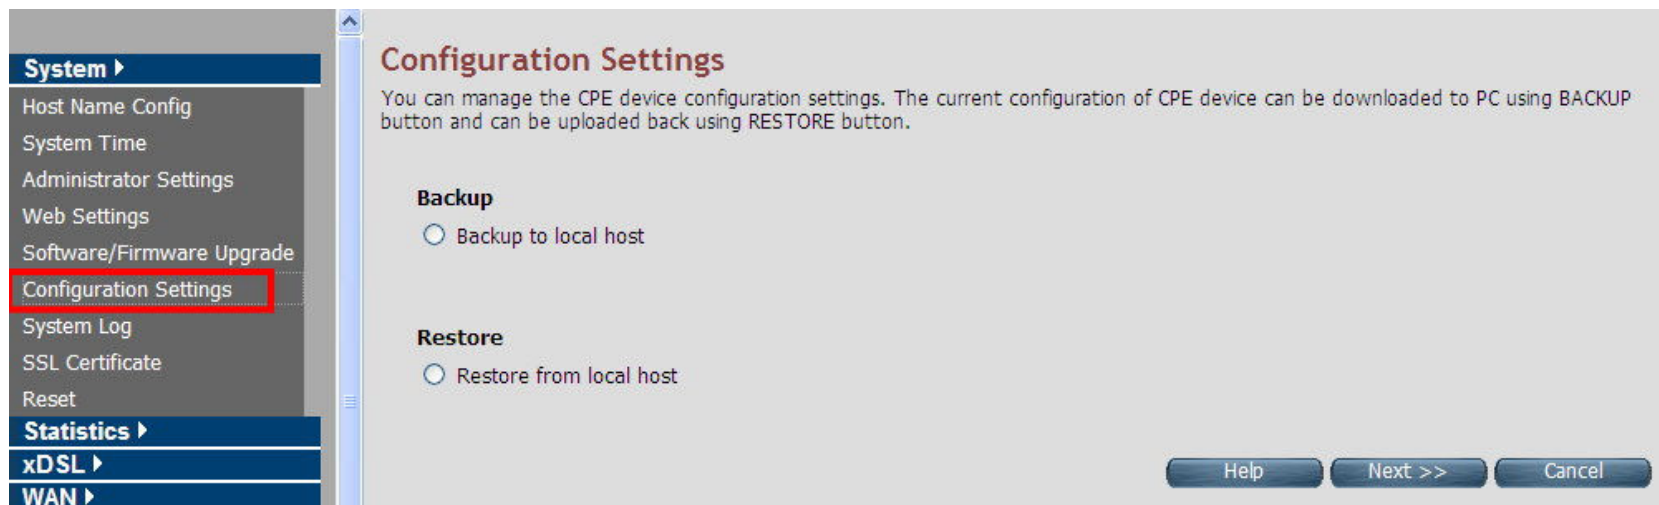 System
Host Name Config
System Time
Administrator Settings
Web Settings
Software/Firmware Upgrade
Configuration Settings
System Log
SSL Certificate
Reset
Statistics
xDSL
WAN
Configuration Settings
You can manage the CPE device configuration settings. The current configuration of CPE device can be downloaded to PC using BACKUP
button and can be uploaded back using RESTORE button.
Backup
Backup to local host
Restore
Restore from local host
Help Next >> Cancel